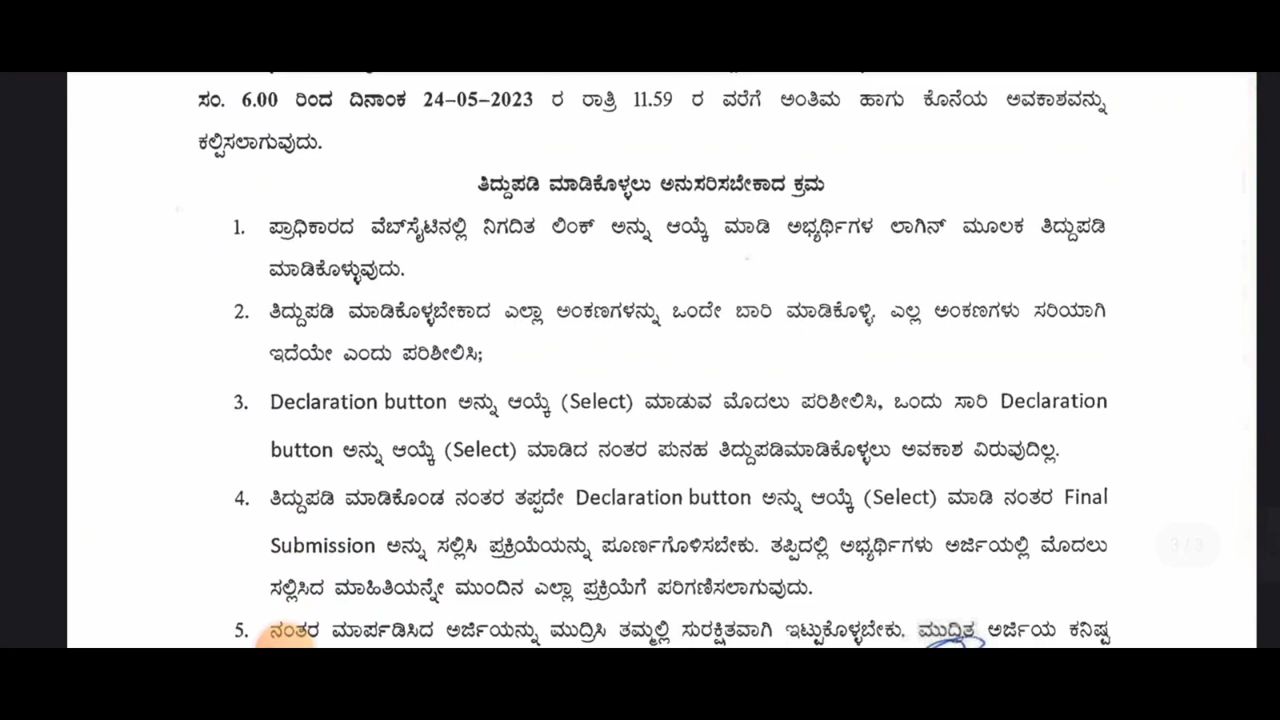 ಸಂ. 6.00 ರಿಂದ ದಿನಾಂಕ 24–05–2023 ರ ರಾತ್ರಿ 11.59 ರ ವರೆಗೆ ಅಂತಿಮ ಹಾಗು ಕೊನೆಯ ಅವಕಾಶವನ್ನು
ಕಲ್ಪಿಸಲಾಗುವುದು.
ತಿದ್ದುಪಡಿ ಮಾಡಿಕೊಳ್ಳಲು ಅನುಸರಿಸಬೇಕಾದ ಕ್ರಮ
1. ಪ್ರಾಧಿಕಾರದ ವೆಬ್‌ಸೈಟಿನಲ್ಲಿ ನಿಗದಿತ ಲಿಂಕ್ ಅನ್ನು ಆಯ್ಕೆ ಮಾಡಿ ಅಭ್ಯರ್ಥಿಗಳ ಲಾಗಿನ್ ಮೂಲಕ ತಿದ್ದುಪಡಿ
ಮಾಡಿಕೊಳ್ಳುವುದು.
2. ತಿದ್ದುಪಡಿ ಮಾಡಿಕೊಳ್ಳಬೇಕಾದ ಎಲ್ಲಾ ಅಂಕಣಗಳನ್ನು ಒಂದೇ ಬಾರಿ ಮಾಡಿಕೊಳ್ಳಿ. ಎಲ್ಲ ಅಂಕಣಗಳು ಸರಿಯಾಗಿ
ಇದೆಯೇ ಎಂದು ಪರಿಶೀಲಿಸಿ;
3. Declaration button ಅನ್ನು ಆಯ್ಕೆ (Select) ಮಾಡುವ ಮೊದಲು ಪರಿಶೀಲಿಸಿ, ಒಂದು ಸಾರಿ Declaration
button ಅನ್ನು ಆಯ್ಕೆ (Select) ಮಾಡಿದ ನಂತರ ಪುನಹ ತಿದ್ದುಪಡಿಮಾಡಿಕೊಳ್ಳಲು ಅವಕಾಶ ವಿರುವುದಿಲ್ಲ.
4. ತಿದ್ದುಪಡಿ ಮಾಡಿಕೊಂಡ ನಂತರ ತಪ್ಪದೇ Declaration button ಅನ್ನು ಆಯ್ಕೆ (Select) ಮಾಡಿ ನಂತರ Final
Submission ಅನ್ನು ಸಲ್ಲಿಸಿ ಪ್ರಕ್ರಿಯೆಯನ್ನು ಪೂರ್ಣಗೊಳಿಸಬೇಕು. ತಪ್ಪಿದಲ್ಲಿ ಅಭ್ಯರ್ಥಿಗಳು ಅರ್ಜಿಯಲ್ಲಿ ಮೊದಲು
ಸಲ್ಲಿಸಿದ ಮಾಹಿತಿಯನ್ನೇ ಮುಂದಿನ ಎಲ್ಲಾ ಪ್ರಕ್ರಿಯೆಗೆ ಪರಿಗಣಿಸಲಾಗುವುದು.
3/3
5. ನಂತರ ಮಾರ್ಪಡಿಸಿದ ಅರ್ಜಿಯನ್ನು ಮುದ್ರಿಸಿ ತಮ್ಮಲ್ಲಿ ಸುರಕ್ಷಿತವಾಗಿ ಇಟ್ಟುಕೊಳ್ಳಬೇಕು. ಮುದ್ರಿತ ಅರ್ಜಿಯ ಕನಿಷ್ಪ